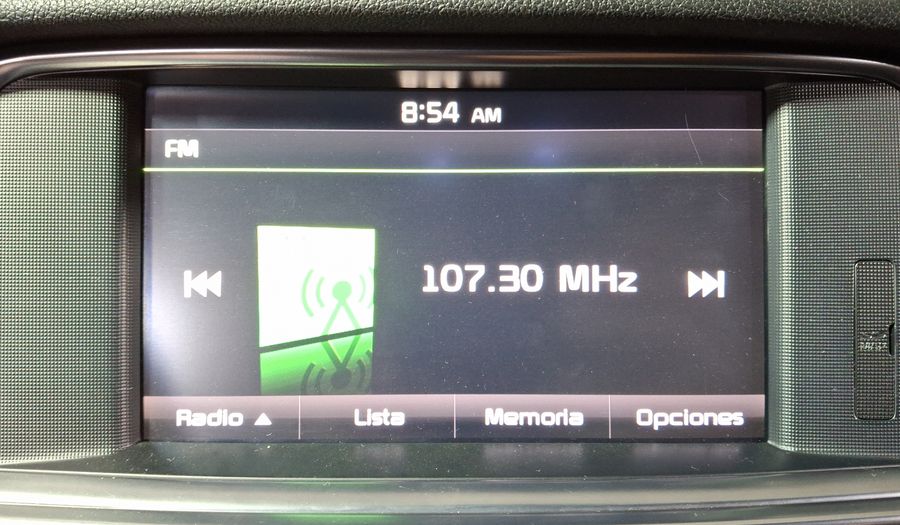 8:54 AM
FM
107.30 MHz
Radio Lista Memoria Opciones